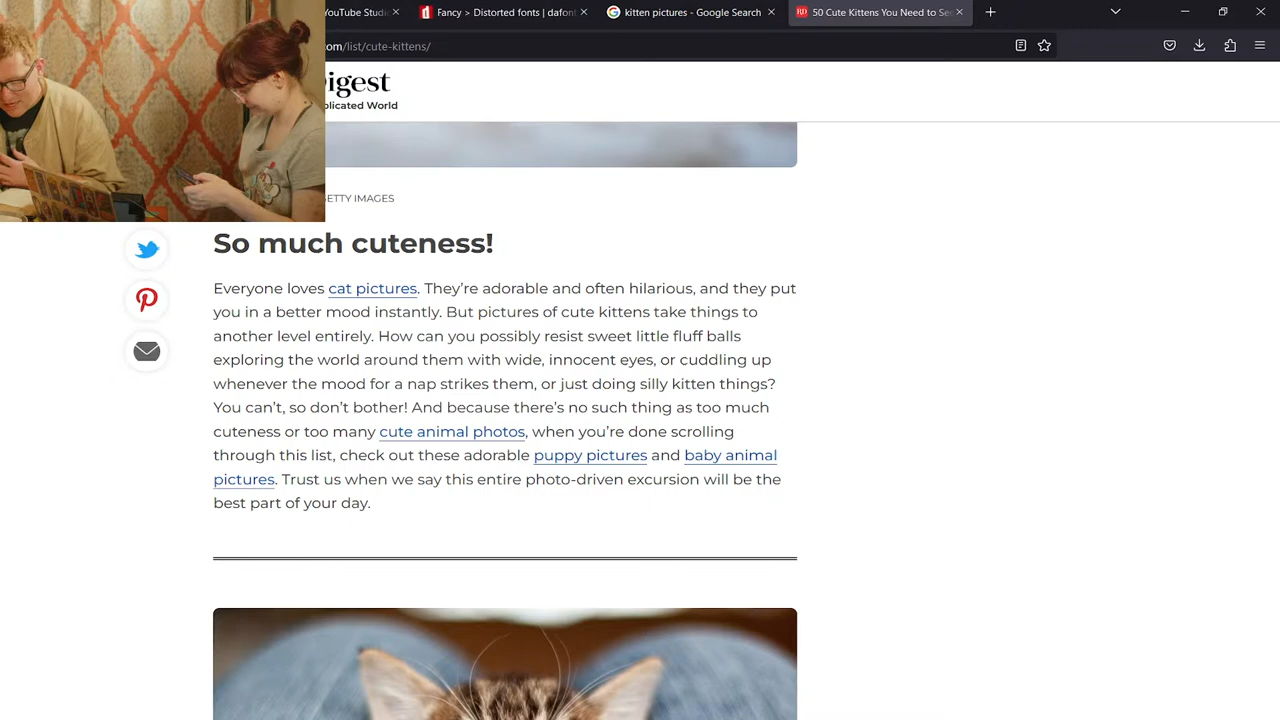 YouTube Studi
Fancy > Distorted fonts | dafont
kitten pictures - Google Search
RD
50 Cute Kittens You Need to See
om/list/cute-kittens/
igest
plicated World
GETTY IMAGES
So much cuteness!
Everyone loves cat pictures. They’re adorable and often hilarious, and they put
you in a better mood instantly. But pictures of cute kittens take things to
another level entirely. How can you possibly resist sweet little fluff balls
exploring the world around them with wide, innocent eyes, or cuddling up
whenever the mood for a nap strikes them, or just doing silly kitten things?
You can’t, so don’t bother! And because there’s no such thing as too much
cuteness or too many cute animal photos, when you’re done scrolling
through this list, check out these adorable puppy pictures and baby animal
pictures. Trust us when we say this entire photo-driven excursion will be the
best part of your day.